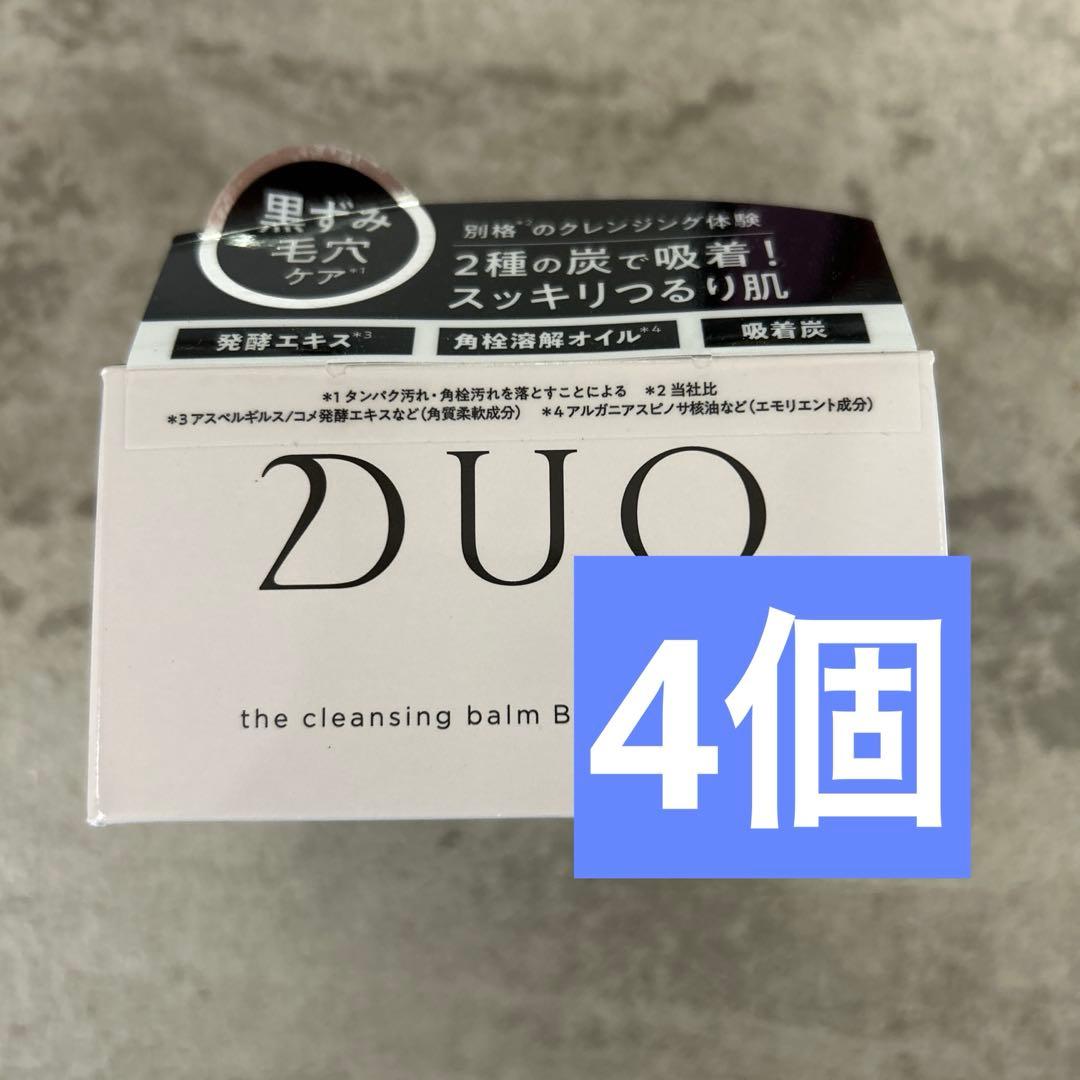 黒ずみ
毛穴
ケア*1
別格*2のクレンジング体験
2種の炭で吸着!
スッキリつるり肌
発酵エキス*3
角栓溶解オイル*4
吸着炭
*1 タンパク汚れ・角栓汚れを落とすことによる *2 当社比
*3 アスペルギルス/コメ発酵エキスなど(角質柔軟成分) *4 アルガニアスピノサ核油など(エモリエント成分)
DUO
the cleansing balm B
4個